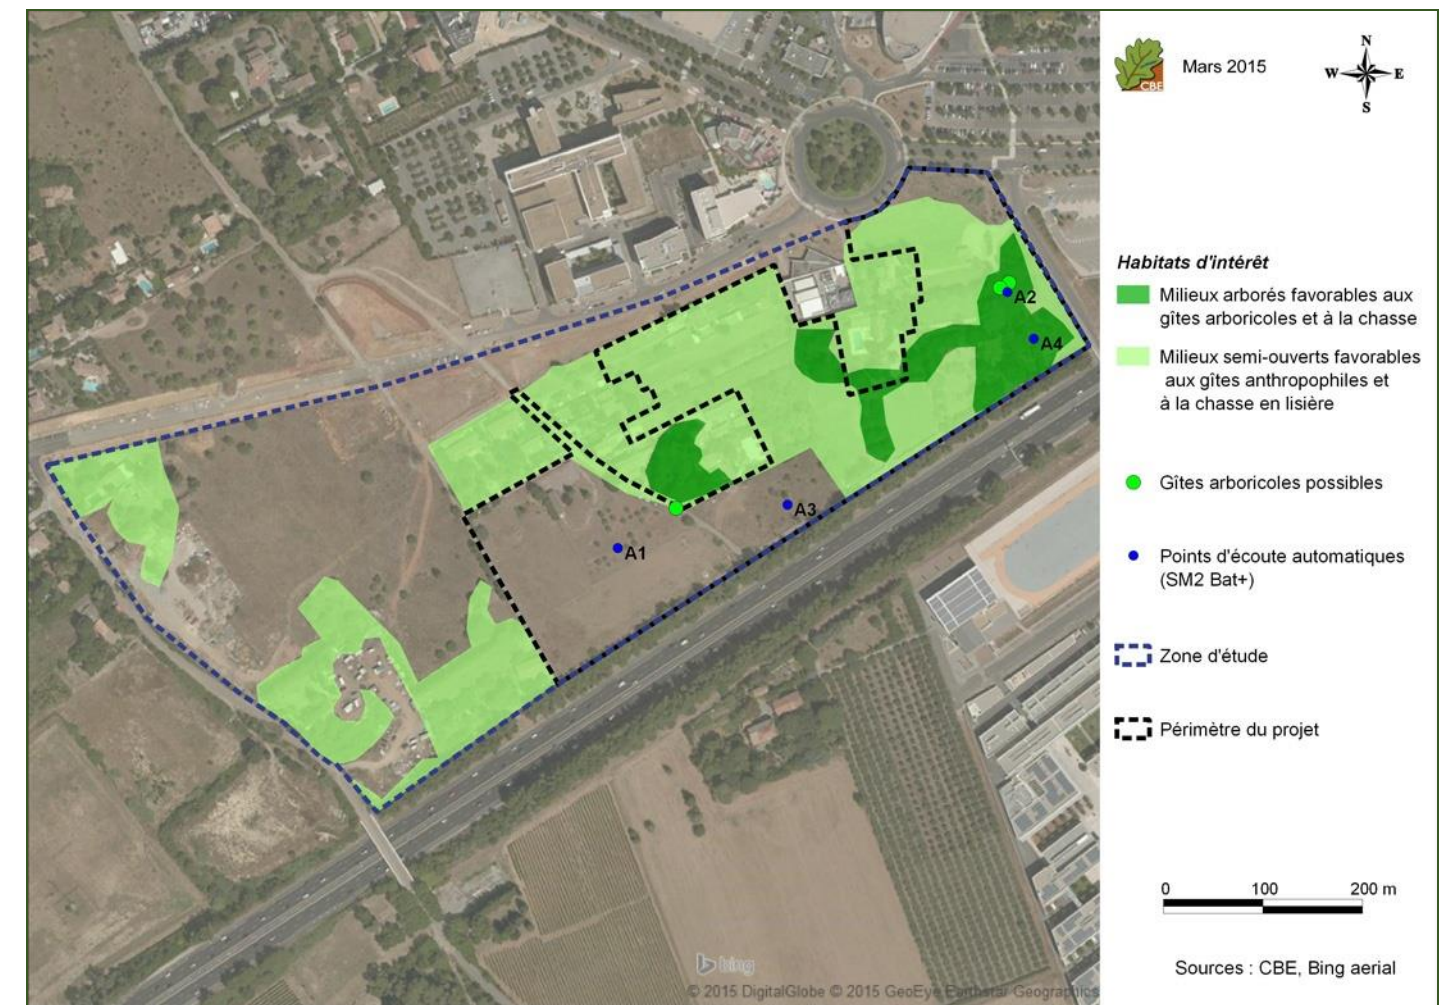 CBE
Mars 2015
N
W E
S
Habitats d'intérêt
Milieux arborés favorables aux
gîtes arboricoles et à la chasse
Milieux semi-ouverts favorables
aux gîtes anthropophiles et
à la chasse en lisière
Gîtes arboricoles possibles
Points d'écoute automatiques
(SM2 Bat+)
Zone d'étude
Périmètre du projet
0 100 200 m
Sources : CBE, Bing aerial
A2
A4
A3
A1
bing
© 2015 DigitalGlobe © 2015 GeoEye Earthstar Geographics